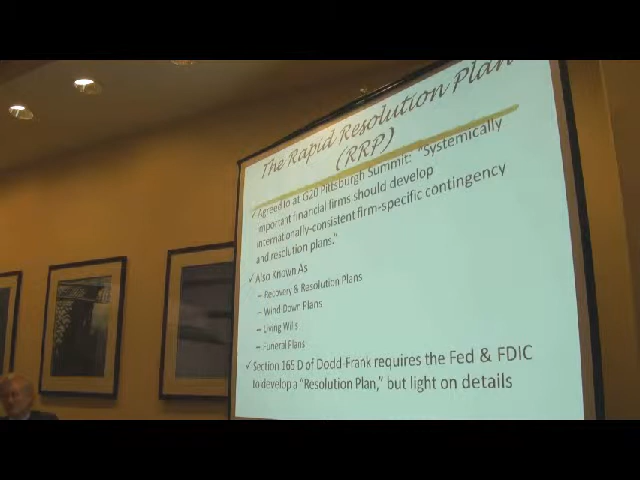 The Rapid Resolution Plan
(RRP)
✓ Agreed to at G20 Pittsburgh Summit: "Systemically
important financial firms should develop
internationally-consistent firm-specific contingency
and resolution plans."
✓ Also Known As
– Recovery & Resolution Plans
– Wind Down Plans
– Living Wills
– Funeral Plans
✓ Section 165 D of Dodd-Frank requires the Fed & FDIC
to develop a "Resolution Plan," but light on details